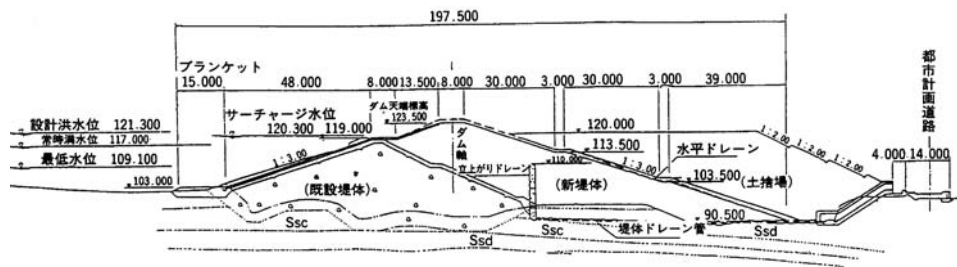 197.500
ブランケット
15.000 48.000 8.000 13.500 8.000 30.000 3.000 30.000 3.000 39.000
都市計画道路
ダム天端標高
123.500
サーチャージ水位
120.300 119.000
設計洪水位 121.300
常時満水位 117.000
最低水位 109.100
103.000
1:3.00
ダム軸
立上がりドレーン
110.000
120.000
113.500
1:3.00
水平ドレーン
103.500
1:2.00
1:2.00
1:2.00
4.000 14.000
(既設堤体)
(新堤体)
(土捨場)
90.500
堤体ドレーン管
Ssc
Ssd
Ssc
Ssd